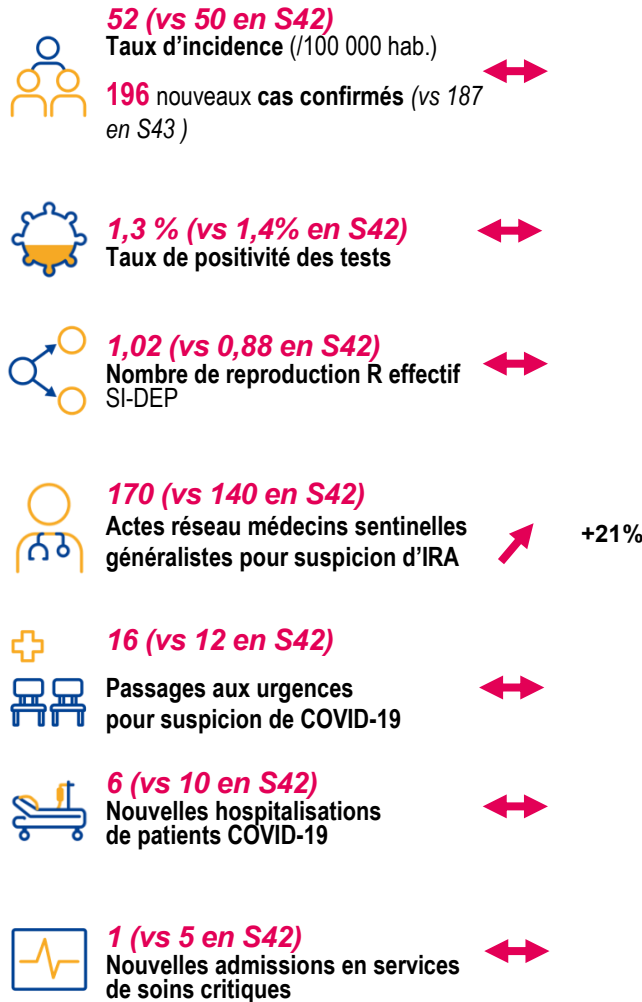 52 (vs 50 en S42)
Taux d'incidence (/100 000 hab.)
196 nouveaux cas confirmés (vs 187
en S43 )
1,3 % (vs 1,4% en S42)
Taux de positivité des tests
1,02 (vs 0,88 en S42)
Nombre de reproduction R effectif
SI-DEP
170 (vs 140 en S42)
Actes réseau médecins sentinelles
généralistes pour suspicion d'IRA
+21%
16 (vs 12 en S42)
Passages aux urgences
pour suspicion de COVID-19
6 (vs 10 en S42)
Nouvelles hospitalisations
de patients COVID-19
1 (vs 5 en S42)
Nouvelles admissions en services
de soins critiques